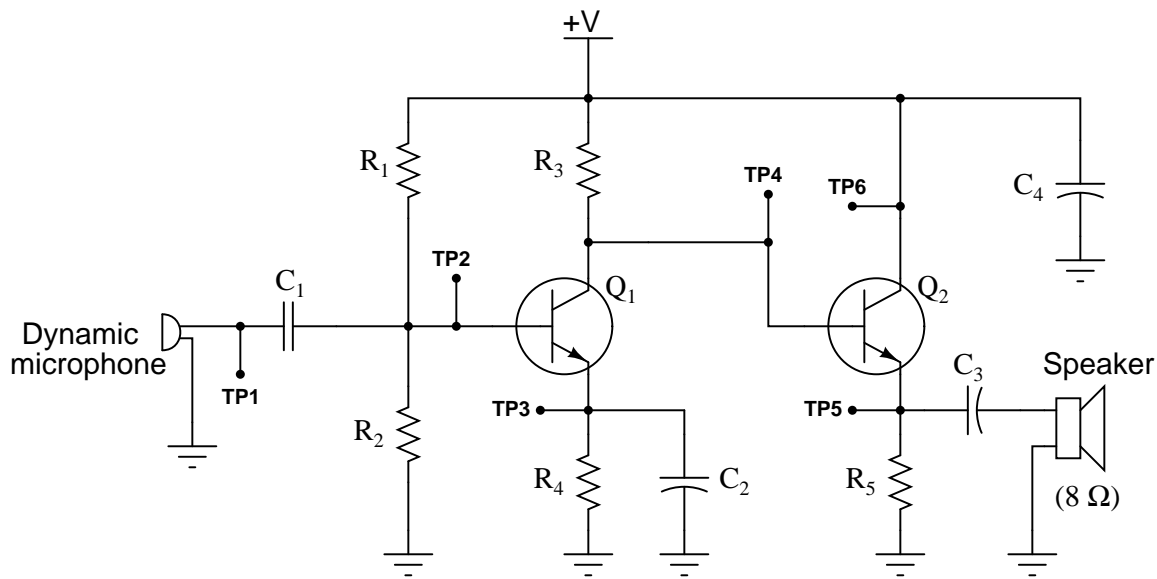 +V
R1
R3
TP4
TP6
C4
TP2
C1
Q1
Q2
Dynamic
microphone
TP1
C3
Speaker
TP3
TP5
R2
R4
C2
R5
(8 Ω)